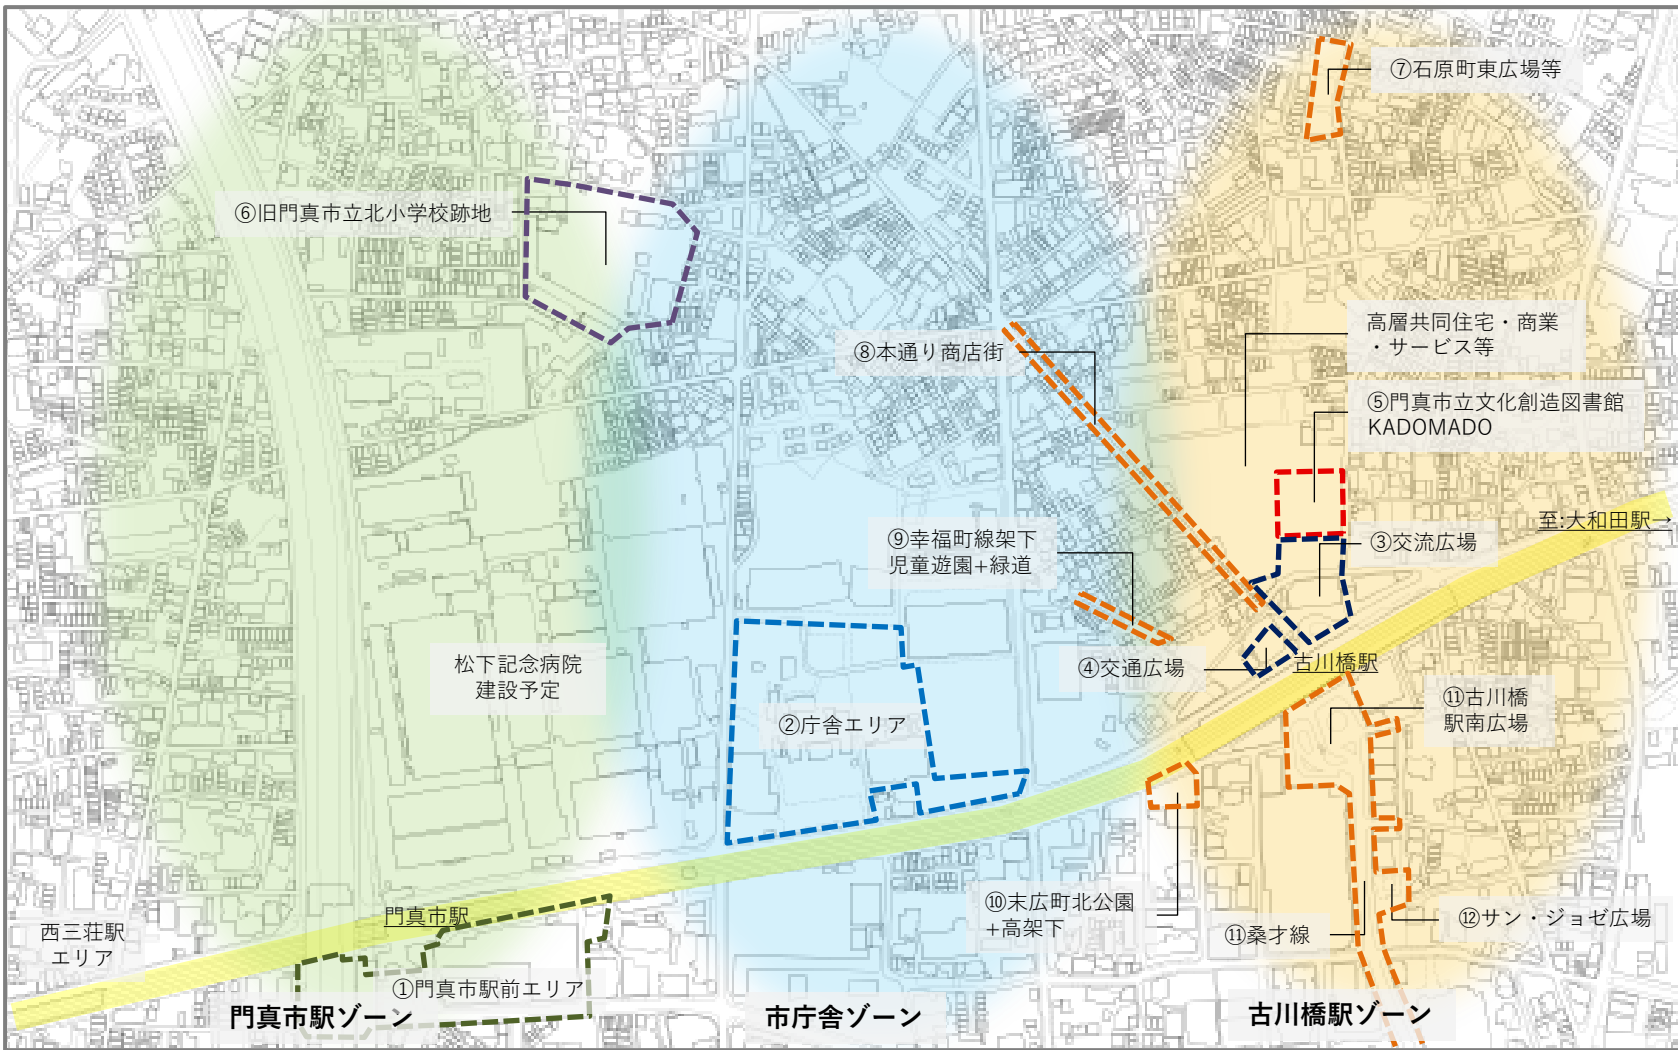 ⑦石原町東広場等
⑥旧門真市立北小学校跡地
高層共同住宅・商業
・サービス等
⑧本通り商店街
⑤門真市立文化創造図書館
KADOMADO
至:大和田駅→
⑨幸福町線架下
児童遊園+緑道
③交流広場
松下記念病院
建設予定
④交通広場
古川橋駅
②庁舎エリア
⑪古川橋
駅南広場
⑩末広町北公園
+高架下
門真市駅
西三荘駅
エリア
⑪桑才線
⑫サン・ジョゼ広場
①門真市駅前エリア
門真市駅ゾーン
市庁舎ゾーン
古川橋駅ゾーン